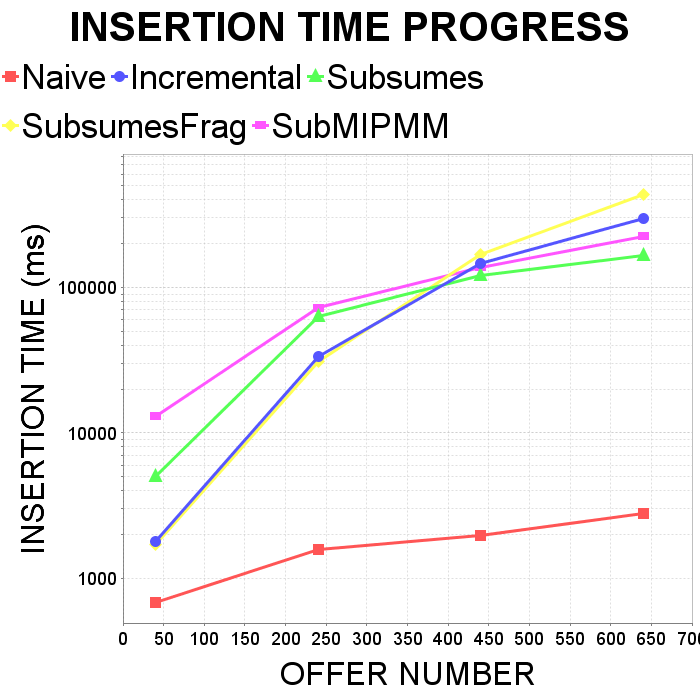 INSERTION TIME PROGRESS
Naive Incremental Subsumes
SubsumesFrag SubMIPMM
INSERTION TIME (ms)
100000
10000
1000
0 50 100 150 200 250 300 350 400 450 500 550 600 650 700
OFFER NUMBER